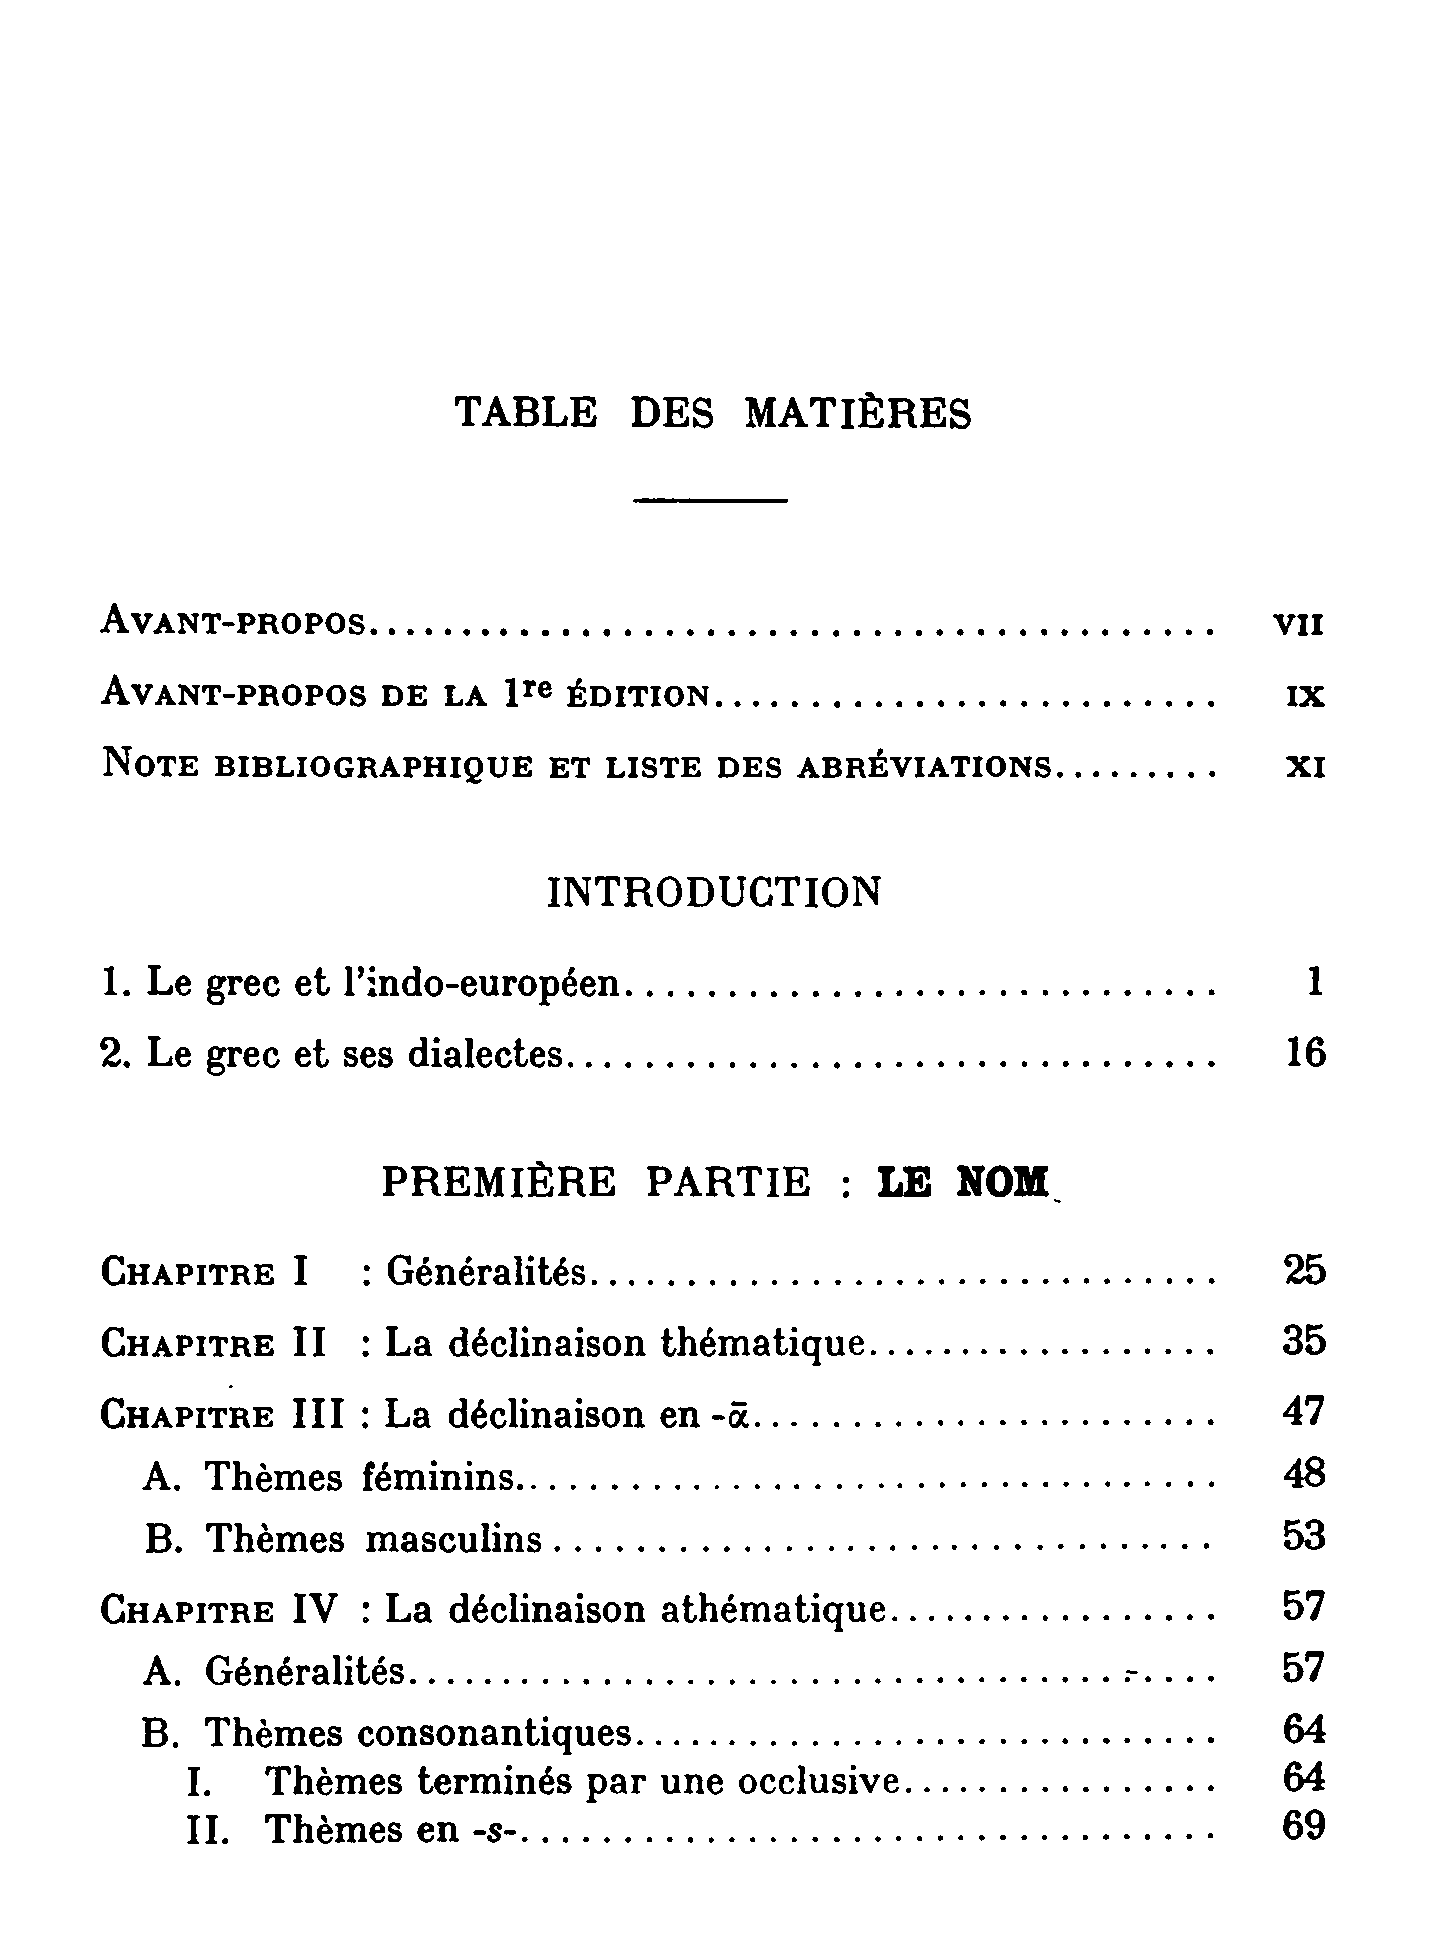 TABLE DES MATIÈRES
AVANT-PROPOS........................................ VII
AVANT-PROPOS DE LA 1re ÉDITION........................ IX
NOTE BIBLIOGRAPHIQUE ET LISTE DES ABRÉVIATIONS......... XI
INTRODUCTION
1. Le grec et l'indo-européen............................. 1
2. Le grec et ses dialectes................................ 16
PREMIÈRE PARTIE : LE NOM
CHAPITRE I : Généralités.............................. 25
CHAPITRE II : La déclinaison thématique................. 35
CHAPITRE III : La déclinaison en -ᾱ....................... 47
A. Thèmes féminins.................................. 48
B. Thèmes masculins ................................ 53
CHAPITRE IV : La déclinaison athématique................ 57
A. Généralités....................................... 57
B. Thèmes consonantiques............................ 64
I. Thèmes terminés par une occlusive............... 64
II. Thèmes en -s-.................................. 69